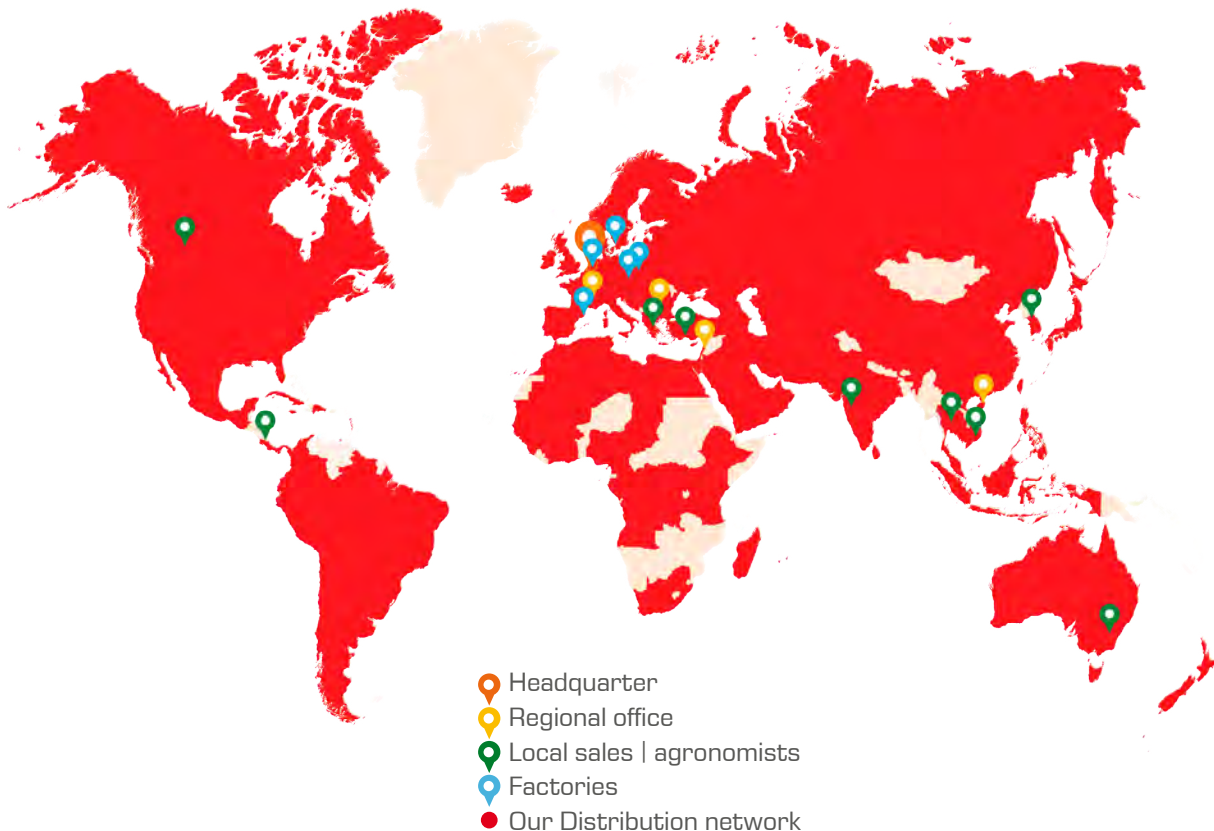 Headquarter
Regional office
Local sales | agronomists
Factories
Our Distribution network